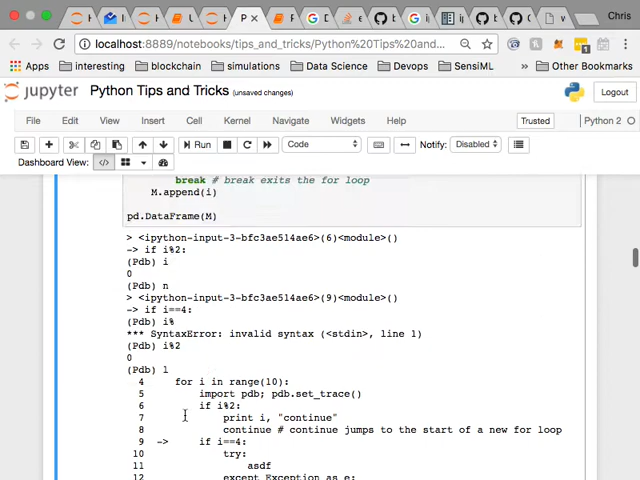 Chris
localhost:8889/notebooks/tips_and_tricks/Python%20Tips%20and...
Apps interesting blockchain simulations Data Science Devops SensiML » Other Bookmarks
jupyter Python Tips and Tricks (unsaved changes) Logout
File Edit View Insert Cell Kernel Navigate Widgets Help Trusted Python 2
Run Code Notify: Disabled
Dashboard View:
break # break exits the for loop
M.append(i)
pd.DataFrame(M)
> <ipython-input-3-bfc3ae514ae6>(6)<module>()
-> if i%2:
(Pdb) i
0
(Pdb) n
> <ipython-input-3-bfc3ae514ae6>(9)<module>()
-> if i==4:
(Pdb) i%
*** SyntaxError: invalid syntax (<stdin>, line 1)
(Pdb) i%2
0
(Pdb) l
4 for i in range(10):
5 import pdb; pdb.set_trace()
6 if i%2:
7 print i, "continue"
8 continue # continue jumps to the start of a new for loop
9 -> if i==4:
10 try:
11 asdf
12 except Exception as e: